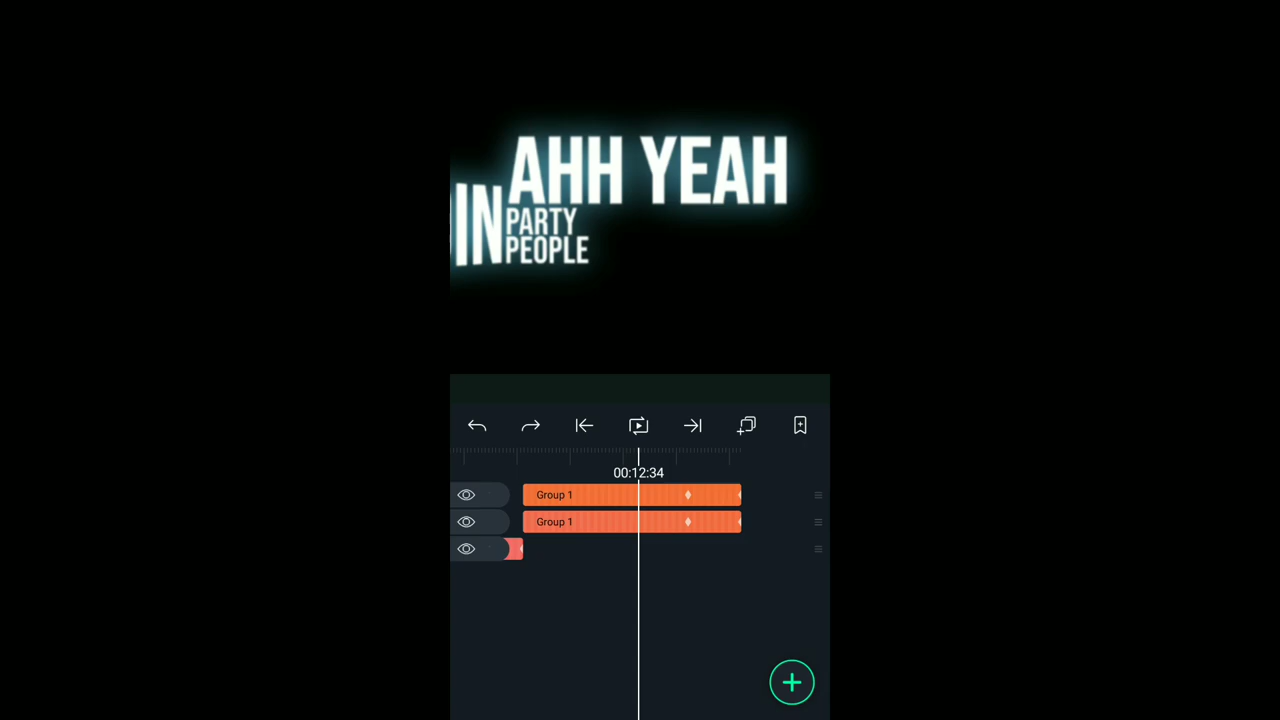 AHH YEAH
IN
PARTY
PEOPLE
00:12:34
Group 1
Group 1